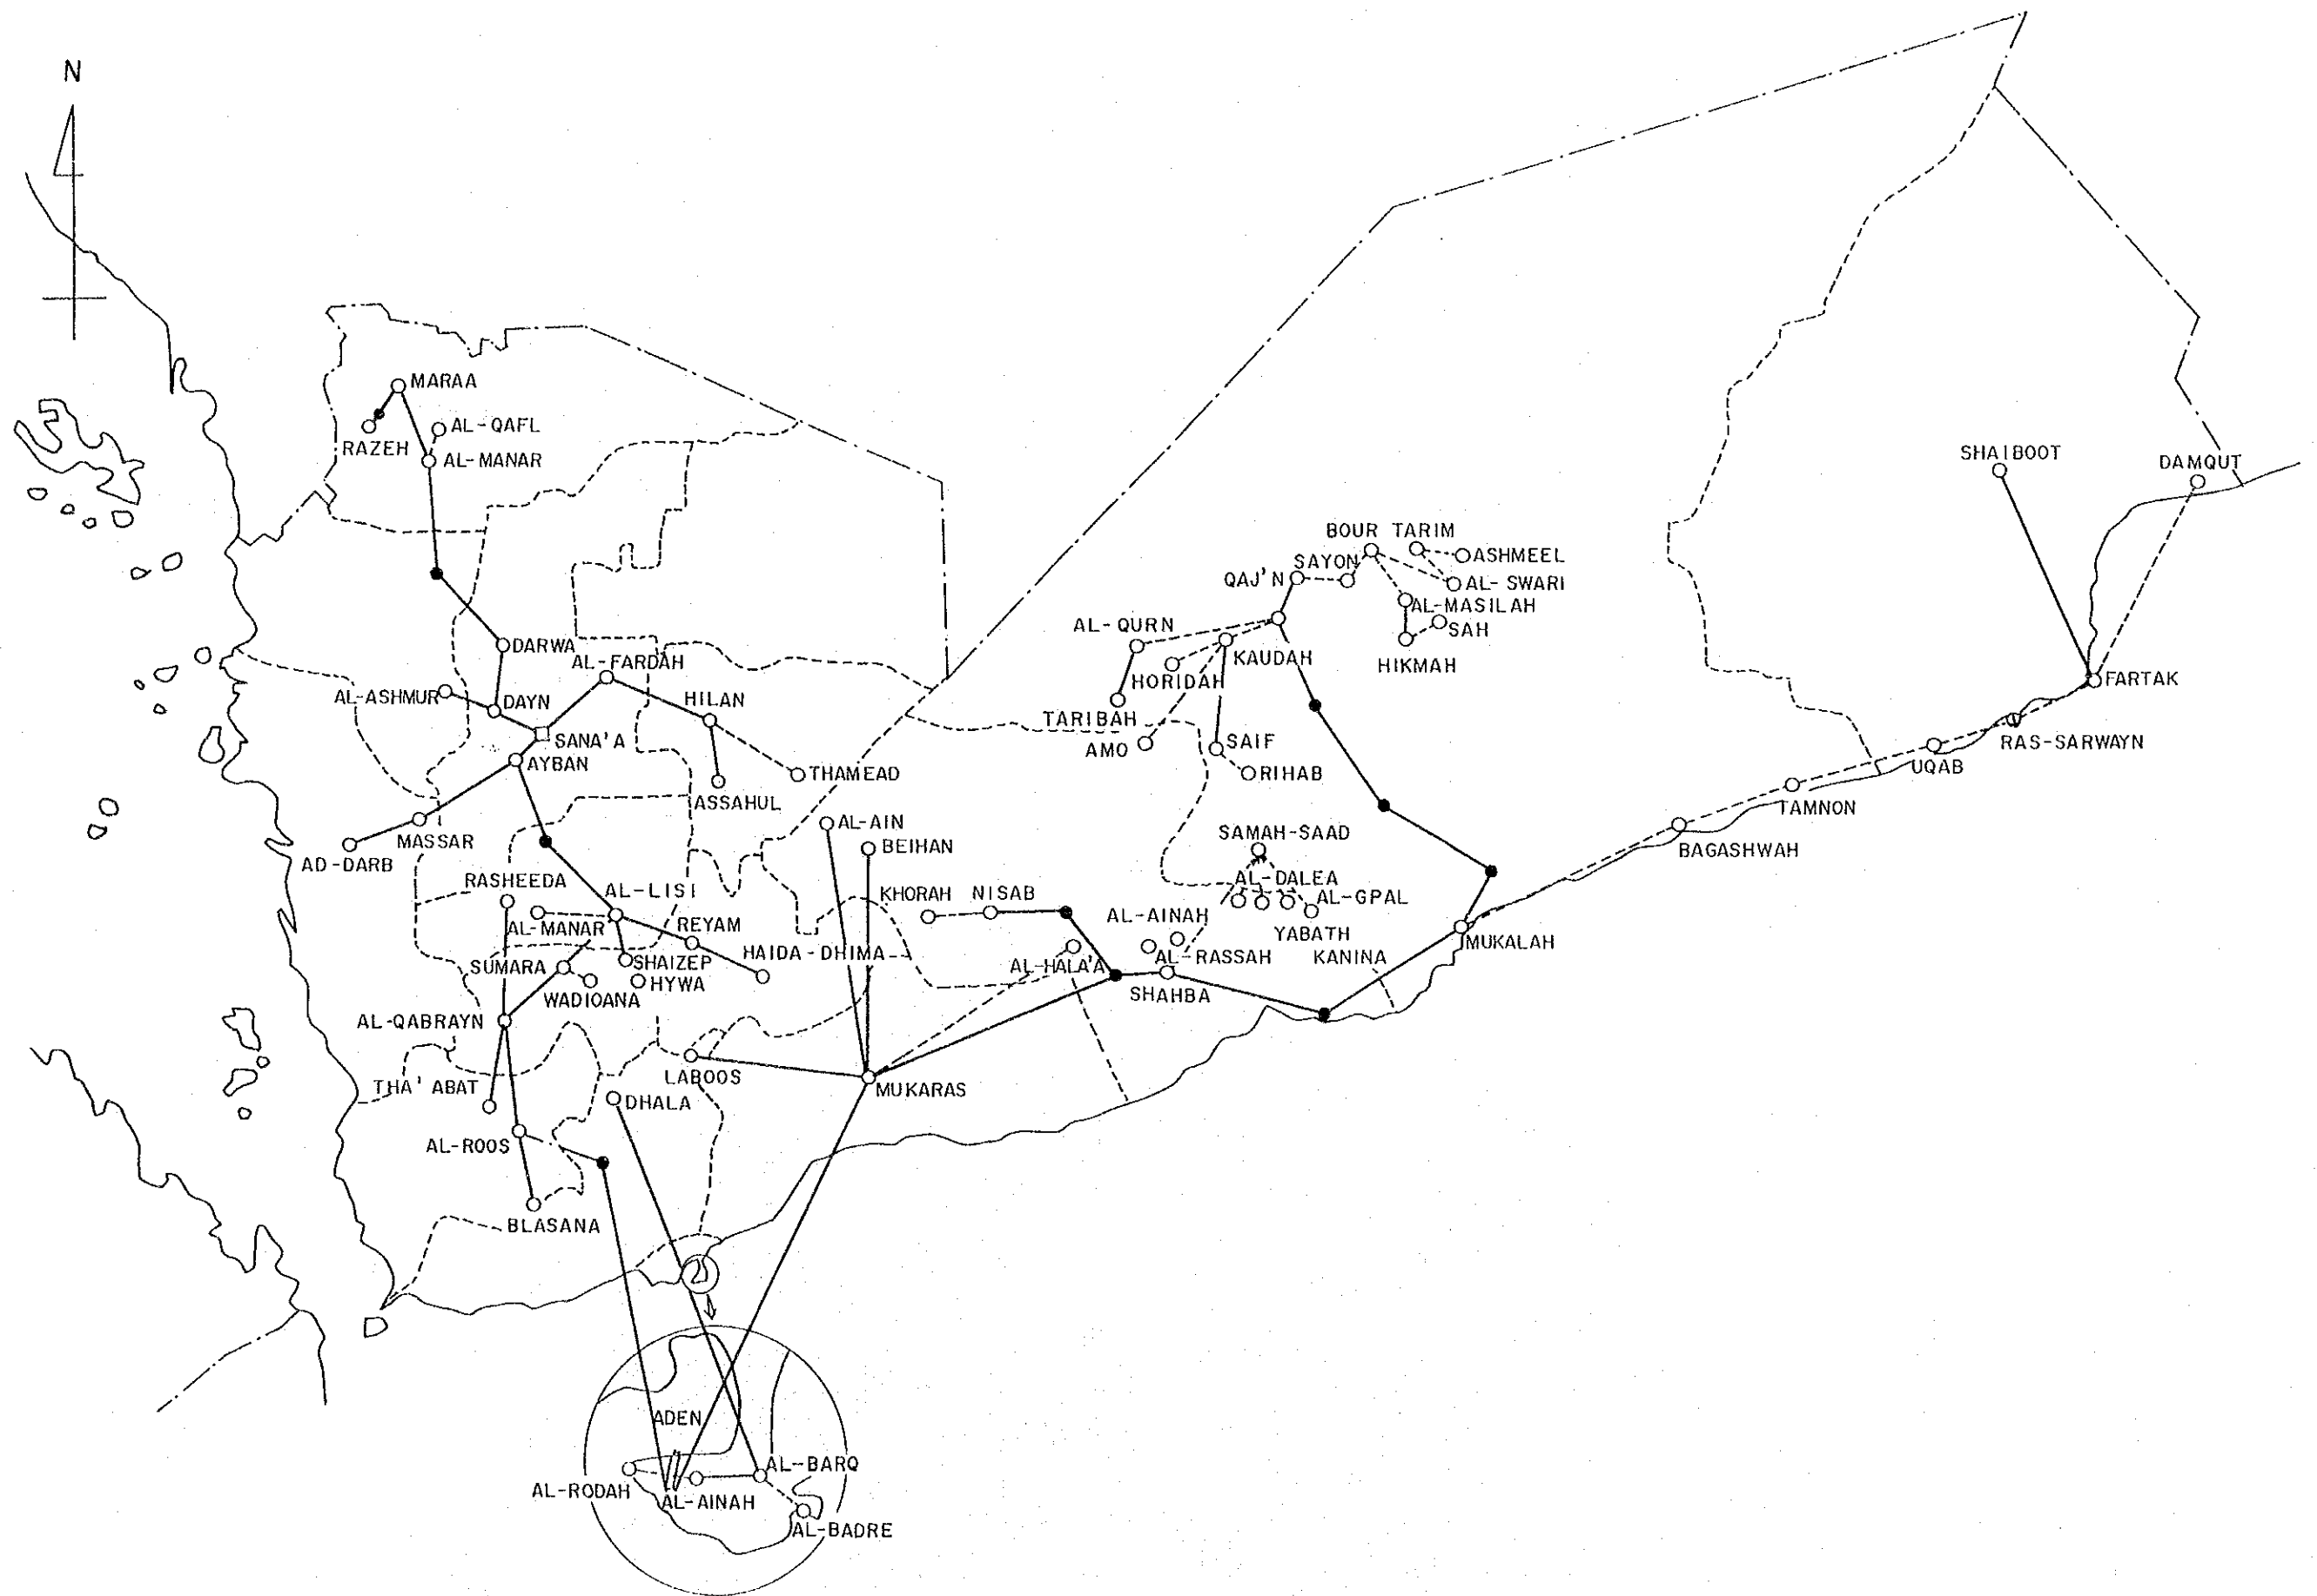 N
MARAA
AL-QAFL
RAZEH
AL-MANAR
SHAIBOOT
DAMQUT
BOUR TARIM
ASHMEEL
SAYON
QAJ'N
AL-SWARI
AL-MASILAH
SAH
AL-QURN
HIKMAH
KAUDAH
HORIDAH
DARWA
AL-FARDAH
FARTAK
AL-ASHMUR
DAYN
HILAN
TARIBAH
SANA'A
AMO
SAIF
RAS-SARWAYN
AYBAN
THAMEAD
RIHAB
UQAB
ASSAHUL
TAMNON
MASSAR
AL-AIN
SAMAH-SAAD
AD-DARB
BEIHAN
BAGASHWAH
RASHEEDA
AL-LISI
KHORAH
NISAB
AL-DALEA
AL-GPAL
AL-MANAR
REYAM
AL-AINAH
YABATH
MUKALAH
SUMARA
SHAIZEP
HAIDA-DHIMA
AL-HALA'A
AL-RASSAH
KANINA
HYWA
WADIOANA
SHAHBA
AL-QABRAYN
THA'ABAT
LABOOS
MUKARAS
DHALA
AL-ROOS
BLASANA
ADEN
AL-BARQ
AL-RODAH
AL-AINAH
AL-BADRE